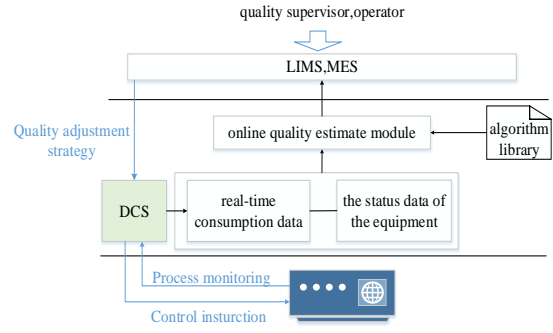 quality supervisor,operator
LIMS,MES
Quality adjustment
strategy
online quality estimate module
algorithm
library
DCS
real-time
consumption data
the status data of
the equipment
Process monitoring
Control insturction